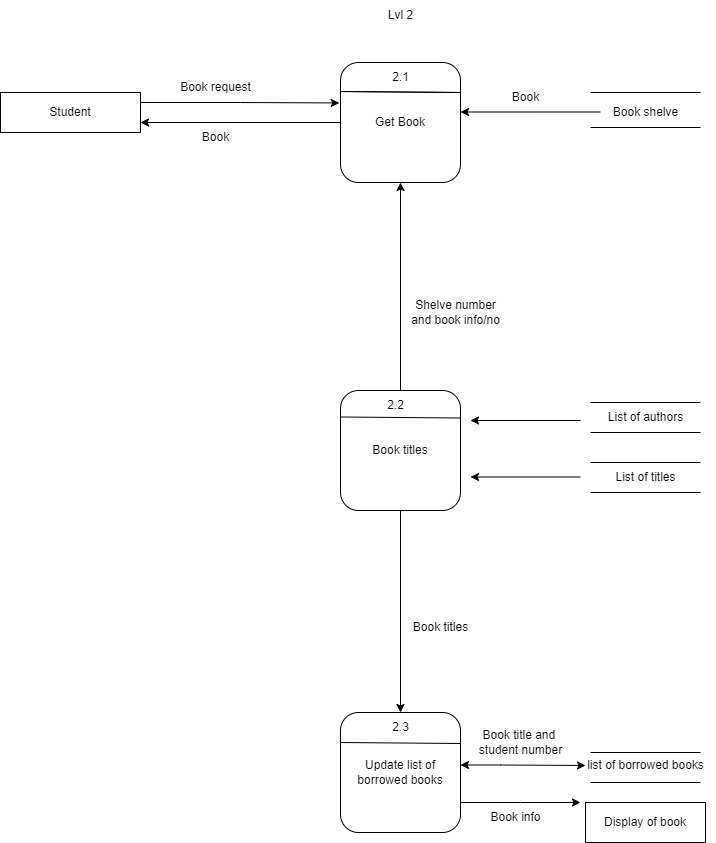 Lvl 2
2.1
Book request
Book
Student
Get Book
Book shelve
Book
Shelve number
and book info/no
2.2
List of authors
Book titles
List of titles
Book titles
2.3
Book title and
student number
Update list of
borrowed books
list of borrowed books
Book info
Display of book